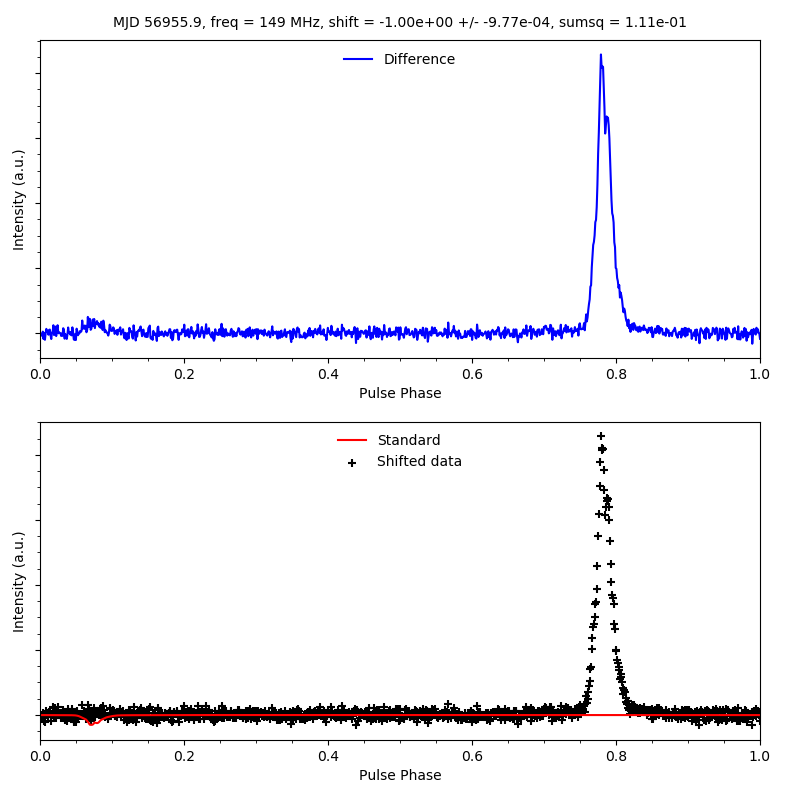 MJD 56955.9, freq = 149 MHz, shift = -1.00e+00 +/- -9.77e-04, sumsq = 1.11e-01
Difference
Intensity (a.u.)
0.0 0.2 0.4 0.6 0.8 1.0
Pulse Phase
Standard
Shifted data
Intensity (a.u.)
0.0 0.2 0.4 0.6 0.8 1.0
Pulse Phase